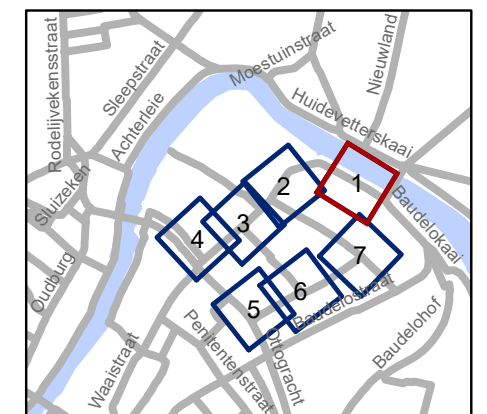 Rodelijvekensstraat
Sleepstraat
Moestuinstraat
Nieuwland
Achterleie
Huidevetterskaai
Sluizeken
1
2
Baudelokaai
3
4
7
Oudburg
6
5
Baudelostraat
Baudelohof
Penitentenstraat
Ottogracht
Waaistraat